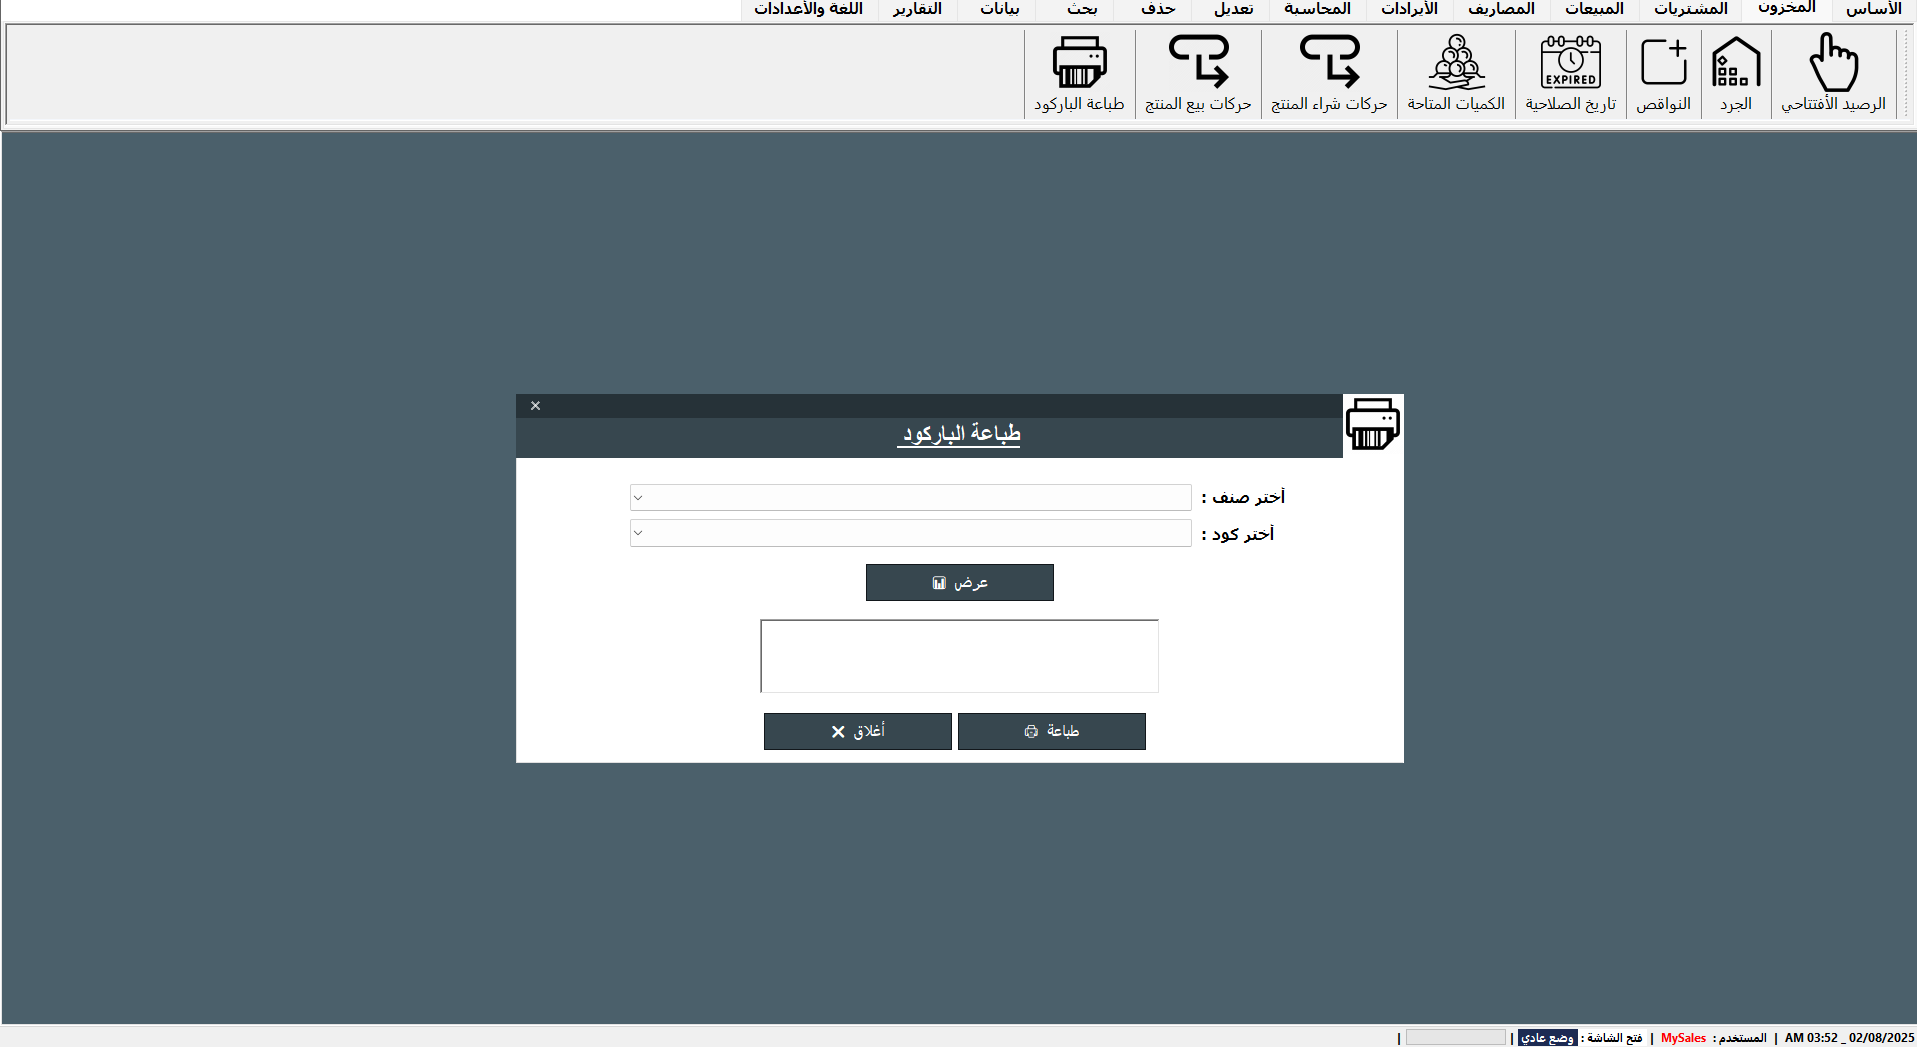 الأساس المخزون المشتريات المبيعات المصاريف الأيرادات المحاسبة تعديل حذف بحث بيانات التقارير اللغة والأعدادات
EXPIRED
الرصيد الأفتتاحي الجرد النواقص تاريخ الصلاحية الكميات المتاحة حركات شراء المنتج حركات بيع المنتج طباعة الباركود
طباعة الباركود
أختر صنف :
أختر كود :
عرض
طباعة أغلاق
02/08/2025 _ 03:52 AM | المستخدم : MySales | فتح الشاشة : وضع عادي | |